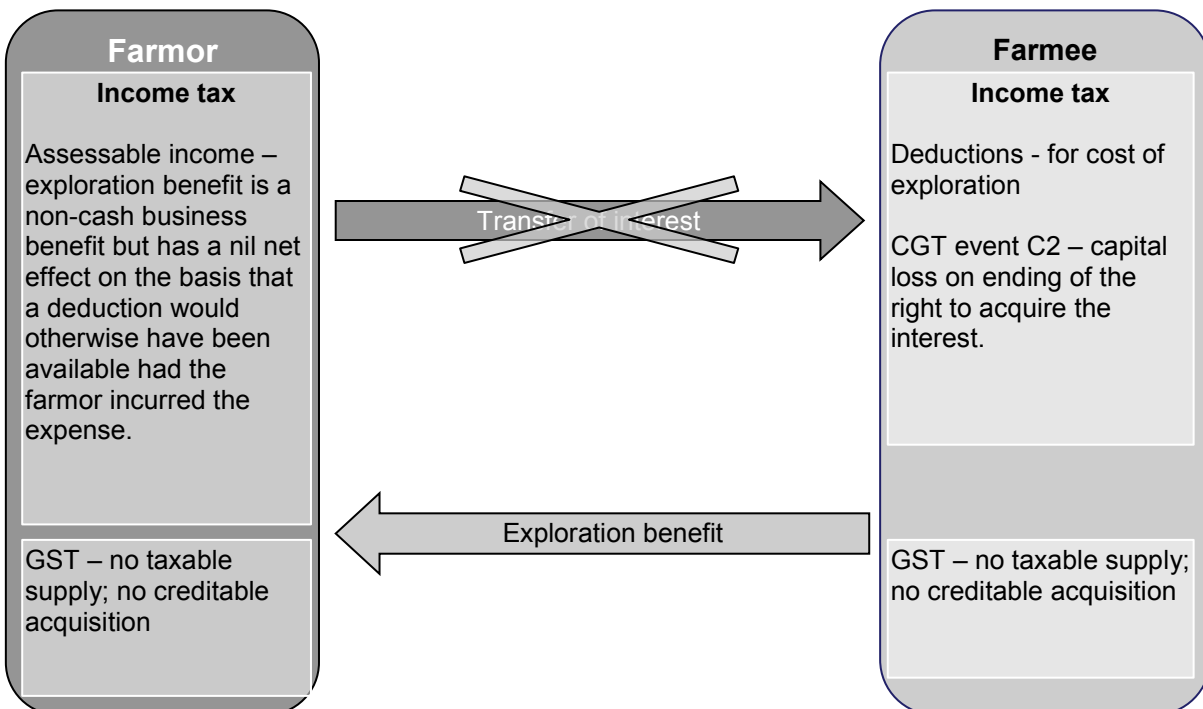 Farmor
Income tax
Assessable income –
exploration benefit is a
non-cash business
benefit but has a nil net
effect on the basis that
a deduction would
otherwise have been
available had the
farmor incurred the
expense.
GST – no taxable
supply; no creditable
acquisition
Transfer of interest
Exploration benefit
Farmee
Income tax
Deductions - for cost of
exploration
CGT event C2 – capital
loss on ending of the
right to acquire the
interest.
GST – no taxable supply;
no creditable acquisition